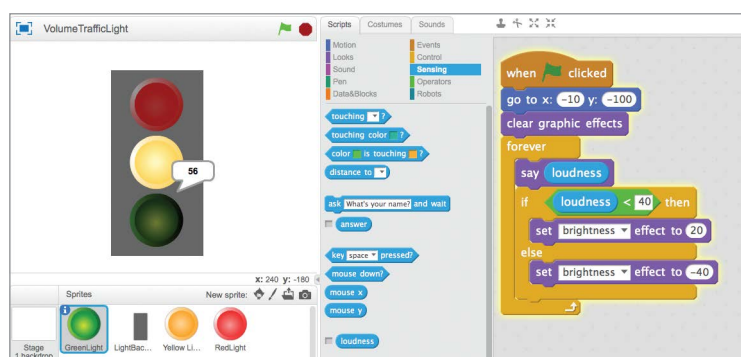 VolumeTrafficLight
56
x: 240 y: -180
Sprites
New sprite:
Stage
1 backdrop
GreenLight
LightBac...
Yellow Li...
RedLight
Scripts
Costumes
Sounds
Motion
Looks
Sound
Pen
Data&Blocks
Events
Control
Sensing
Operators
Robots
touching ?
touching color ?
color is touching ?
distance to
ask What's your name? and wait
answer
key space pressed?
mouse down?
mouse x
mouse y
loudness
when clicked
go to x: -10 y: -100
clear graphic effects
forever
say loudness
if loudness < 40 then
set brightness effect to 20
else
set brightness effect to -40